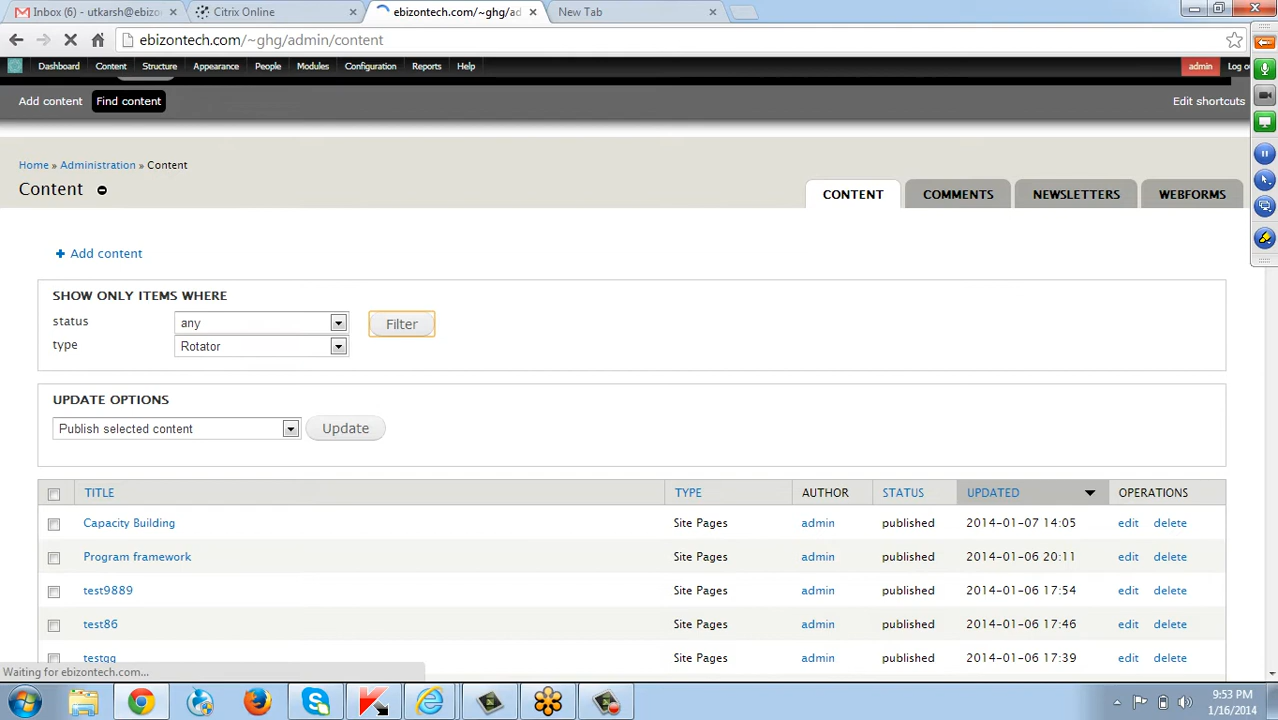 Inbox (6) - utkarsh@ebizo
Citrix Online
ebizontech.com/~ghg/ad
New Tab
ebizontech.com/~ghg/admin/content
Dashboard
Content
Structure
Appearance
People
Modules
Configuration
Reports
Help
admin
Log o
Add content
Find content
Edit shortcuts
Home » Administration » Content
Content
CONTENT
COMMENTS
NEWSLETTERS
WEBFORMS
Add content
SHOW ONLY ITEMS WHERE
status any Filter
type Rotator
UPDATE OPTIONS
Publish selected content Update
TITLE TYPE AUTHOR STATUS UPDATED OPERATIONS
Capacity Building Site Pages admin published 2014-01-07 14:05 edit delete
Program framework Site Pages admin published 2014-01-06 20:11 edit delete
test9889 Site Pages admin published 2014-01-06 17:54 edit delete
test86 Site Pages admin published 2014-01-06 17:46 edit delete
Site Pages admin published 2014-01-06 17:39 edit delete
Waiting for ebizontech.com...
9:53 PM
1/16/2014